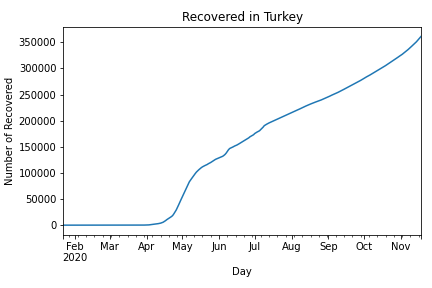 Recovered in Turkey
Number of Recovered
350000
300000
250000
200000
150000
100000
50000
0
Feb Mar Apr May Jun Jul Aug Sep Oct Nov
2020
Day